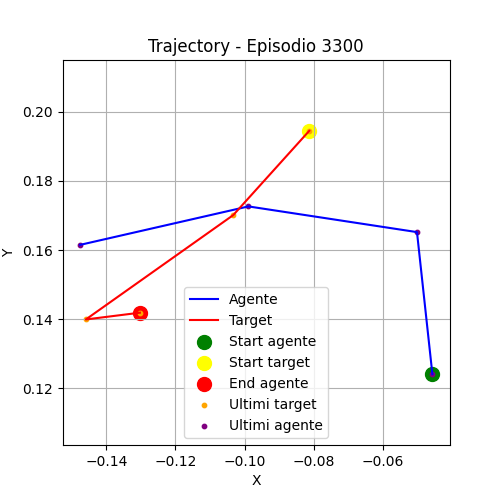 Trajectory - Episodio 3300
Y
0.20
0.18
0.16
0.14
0.12
Agente
Target
Start agente
Start target
End agente
Ultimi target
Ultimi agente
−0.14 −0.12 −0.10 −0.08 −0.06
X